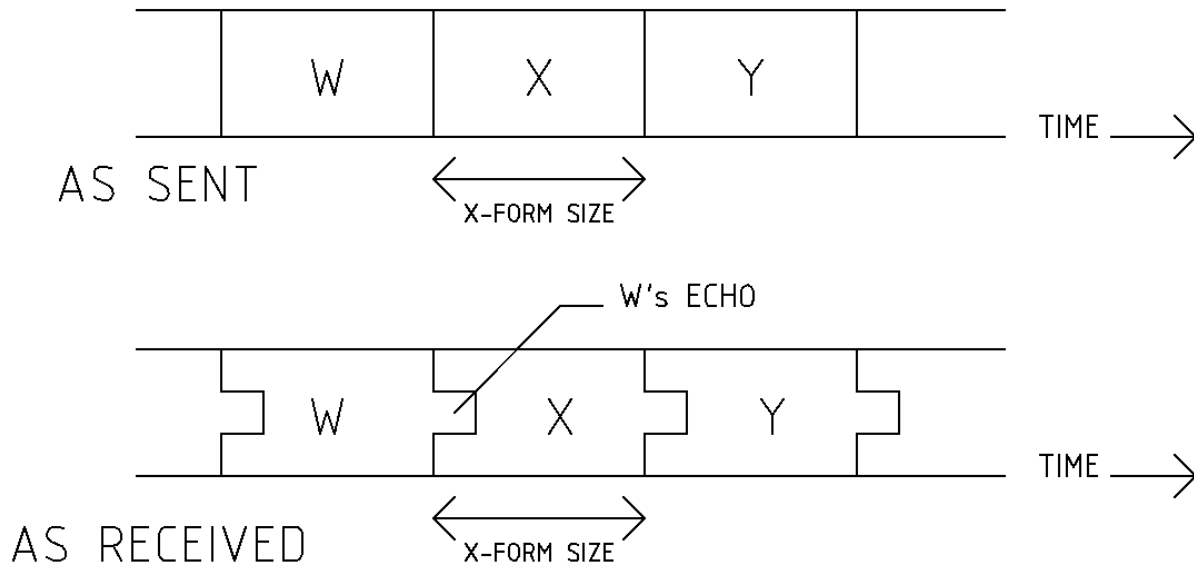 W X Y
TIME
AS SENT
X-FORM SIZE
W's ECHO
W X Y
TIME
AS RECEIVED
X-FORM SIZE